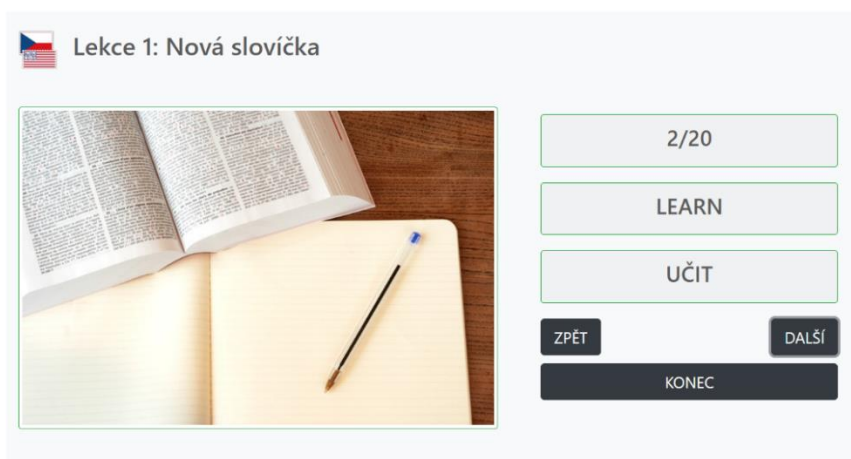 Lekce 1: Nová slovíčka
2/20
LEARN
UČIT
ZPĚT
DALŠÍ
KONEC